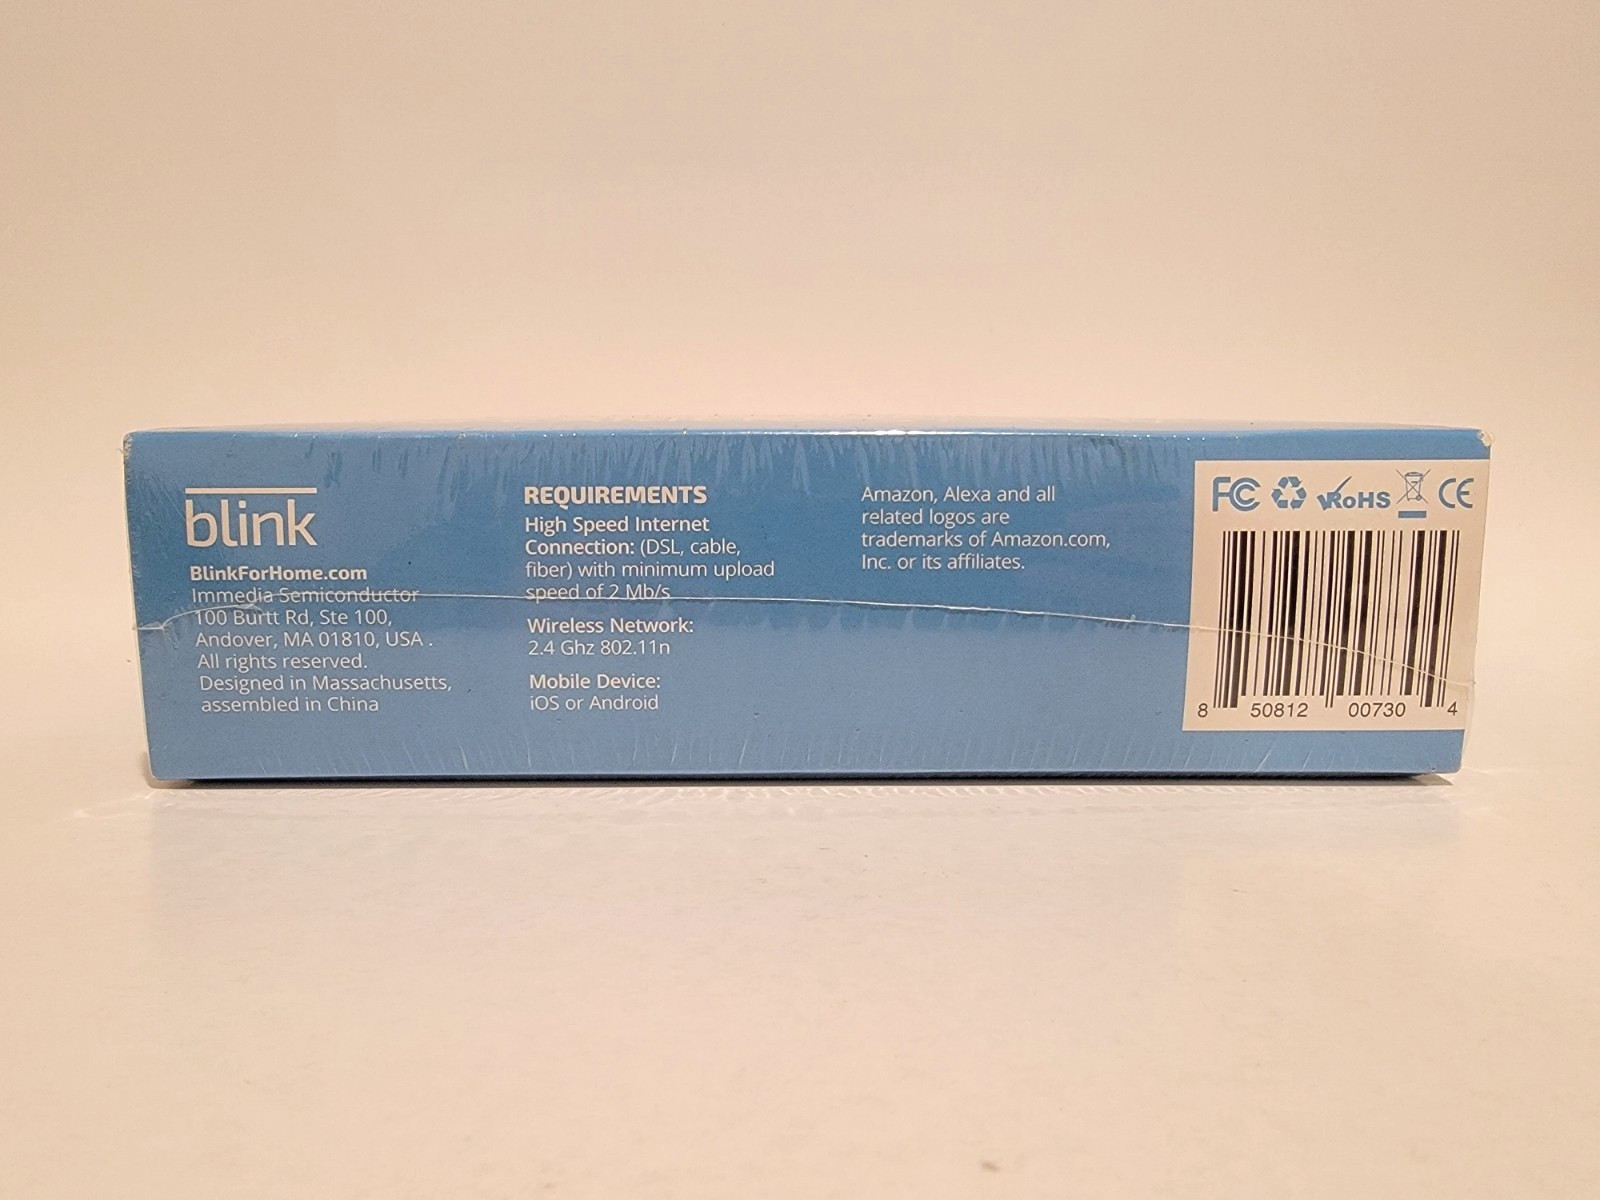 blink
BlinkForHome.com
Immedia Semiconductor
100 Burtt Rd, Ste 100,
Andover, MA 01810, USA .
All rights reserved.
Designed in Massachusetts,
assembled in China
REQUIREMENTS
High Speed Internet
Connection: (DSL, cable,
fiber) with minimum upload
speed of 2 Mb/s
Wireless Network:
2.4 Ghz 802.11n
Mobile Device:
iOS or Android
Amazon, Alexa and all
related logos are
trademarks of Amazon.com,
Inc. or its affiliates.
FC RoHS CE
8 50812 00730 4